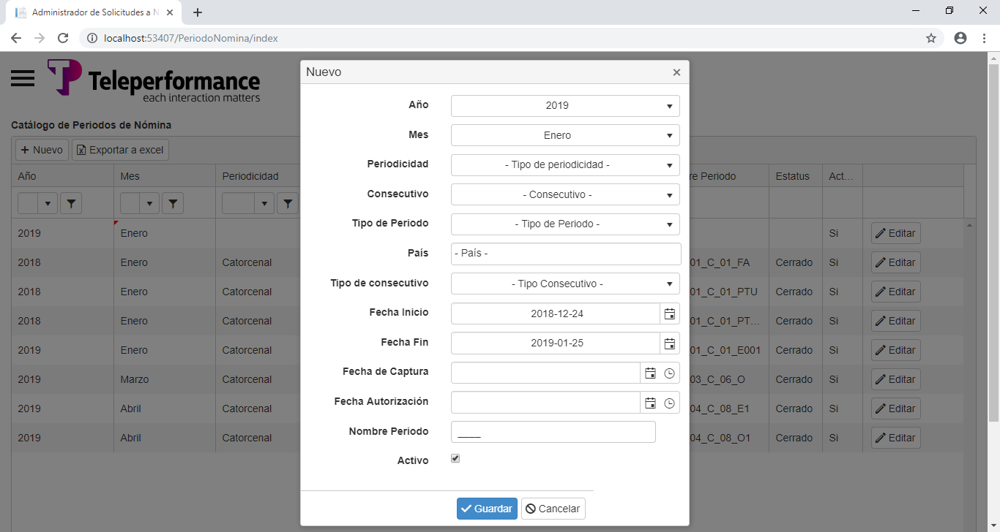 Administrador de Solicitudes a N
localhost:53407/PeriodoNomina/index
Teleperformance
each interaction matters
Catálogo de Periodos de Nómina
Nuevo Exportar a excel
Año Mes Periodicidad re Periodo Estatus Act...
2019 Enero Si Editar
2018 Enero Catorcenal 01_C_01_FA Cerrado Si Editar
2018 Enero Catorcenal 01_C_01_PTU Cerrado Si Editar
2018 Enero Catorcenal 01_C_01_PT... Cerrado Si Editar
2019 Enero Catorcenal 01_C_01_E001 Cerrado Si Editar
2019 Marzo Catorcenal 03_C_06_O Cerrado Si Editar
2019 Abril Catorcenal 04_C_08_E1 Cerrado Si Editar
2019 Abril Catorcenal 04_C_08_O1 Cerrado Si Editar
Nuevo
Año 2019
Mes Enero
Periodicidad - Tipo de periodicidad -
Consecutivo - Consecutivo -
Tipo de Periodo - Tipo de Periodo -
País - País -
Tipo de consecutivo - Tipo Consecutivo -
Fecha Inicio 2018-12-24
Fecha Fin 2019-01-25
Fecha de Captura
Fecha Autorización
Nombre Periodo ____
Activo
Guardar Cancelar